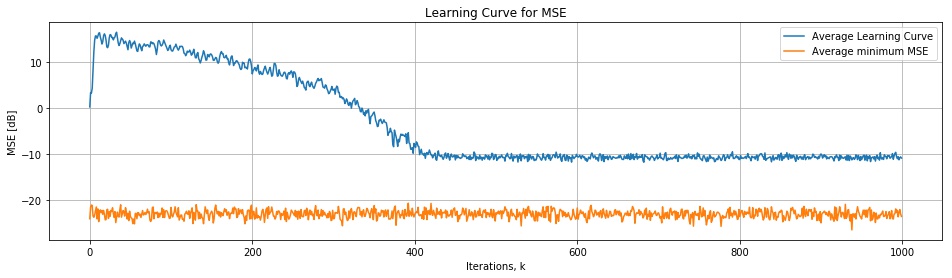 Learning Curve for MSE
Average Learning Curve
Average minimum MSE
MSE [dB]
10
0
−10
−20
0
200
400
600
800
1000
Iterations, k